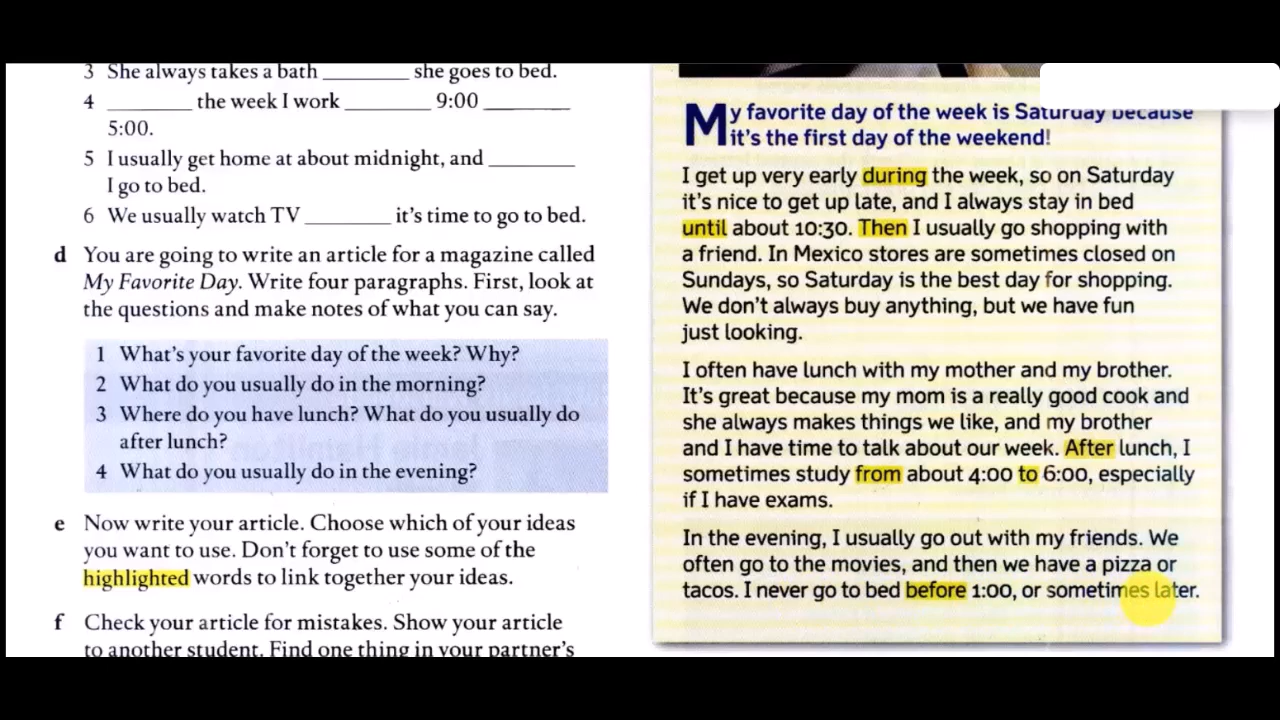 3 She always takes a bath ________ she goes to bed.
4 ________ the week I work ________ 9:00 ________
5:00.
5 I usually get home at about midnight, and ________
I go to bed.
6 We usually watch TV ________ it's time to go to bed.
d You are going to write an article for a magazine called
My Favorite Day. Write four paragraphs. First, look at
the questions and make notes of what you can say.
1 What's your favorite day of the week? Why?
2 What do you usually do in the morning?
3 Where do you have lunch? What do you usually do
after lunch?
4 What do you usually do in the evening?
e Now write your article. Choose which of your ideas
you want to use. Don't forget to use some of the
highlighted words to link together your ideas.
f Check your article for mistakes. Show your article
to another student. Find one thing in your partner's
My favorite day of the week is Saturday because
it's the first day of the weekend!
I get up very early during the week, so on Saturday
it's nice to get up late, and I always stay in bed
until about 10:30. Then I usually go shopping with
a friend. In Mexico stores are sometimes closed on
Sundays, so Saturday is the best day for shopping.
We don't always buy anything, but we have fun
just looking.
I often have lunch with my mother and my brother.
It's great because my mom is a really good cook and
she always makes things we like, and my brother
and I have time to talk about our week. After lunch, I
sometimes study from about 4:00 to 6:00, especially
if I have exams.
In the evening, I usually go out with my friends. We
often go to the movies, and then we have a pizza or
tacos. I never go to bed before 1:00, or sometimes later.